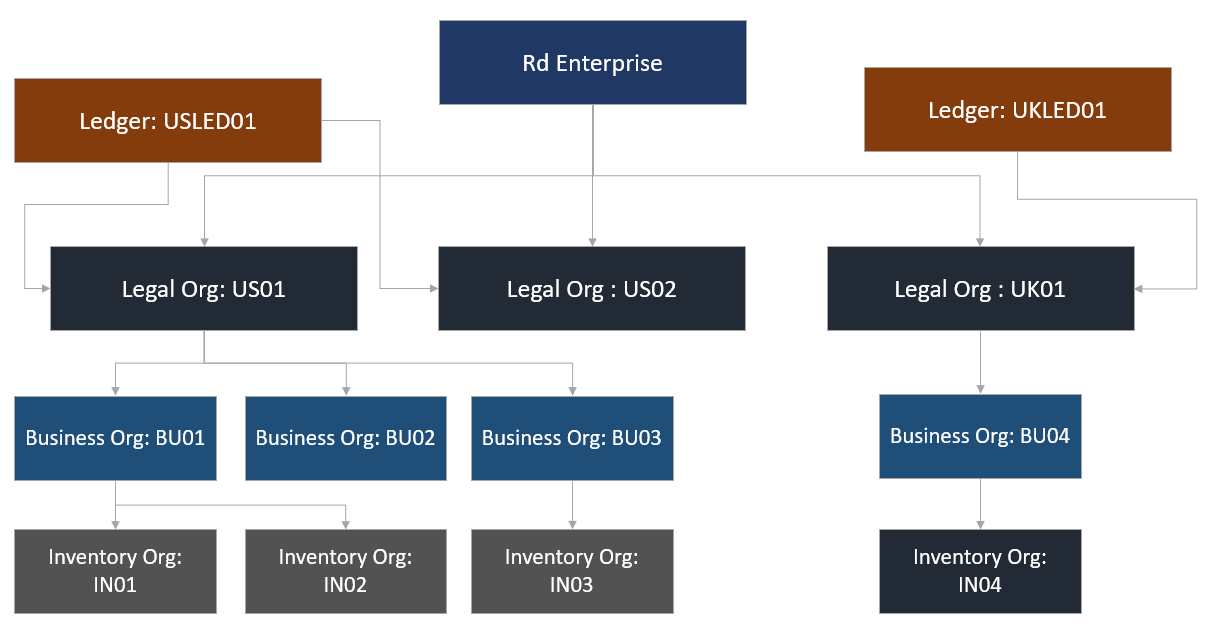 Rd Enterprise
Ledger: USLED01
Ledger: UKLED01
Legal Org: US01
Legal Org : US02
Legal Org : UK01
Business Org: BU01
Business Org: BU02
Business Org: BU03
Business Org: BU04
Inventory Org:
IN01
Inventory Org:
IN02
Inventory Org:
IN03
Inventory Org:
IN04